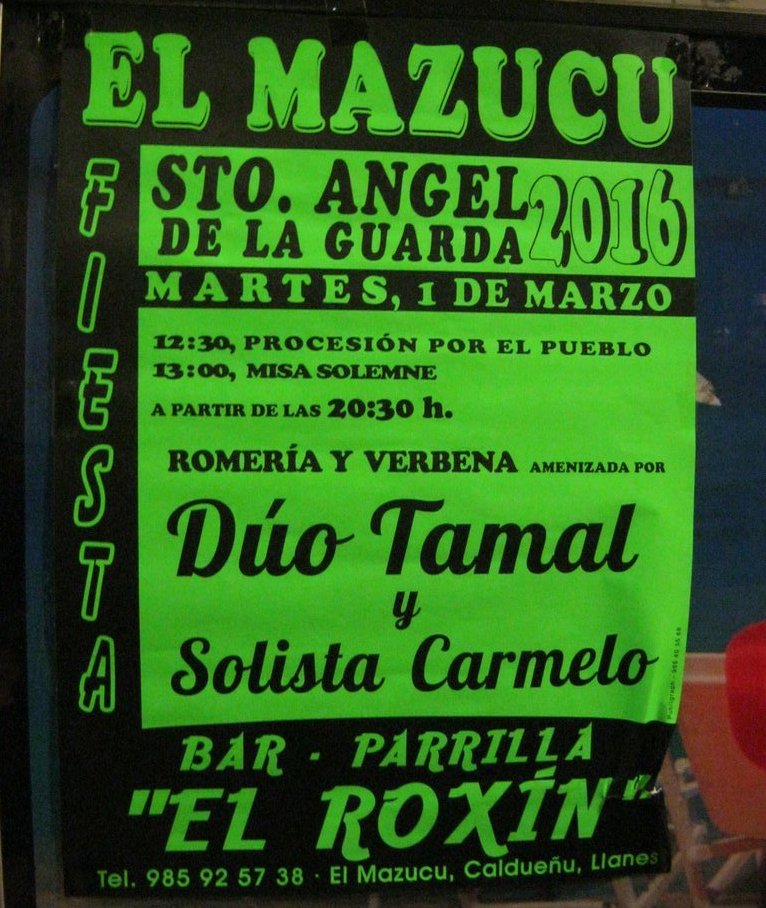 EL MAZUCU
FIESTA
STO. ANGEL
DE LA GUARDA
2016
MARTES, 1 DE MARZO
12:30, PROCESIÓN POR EL PUEBLO
13:00, MISA SOLEMNE
A PARTIR DE LAS 20:30 h.
ROMERÍA Y VERBENA AMENIZADA POR
Dúo Tamal
y
Solista Carmelo
BAR - PARRILLA
"EL ROXÍN"
Tel. 985 92 57 38 · El Mazucu, Caldueñu, Llanes